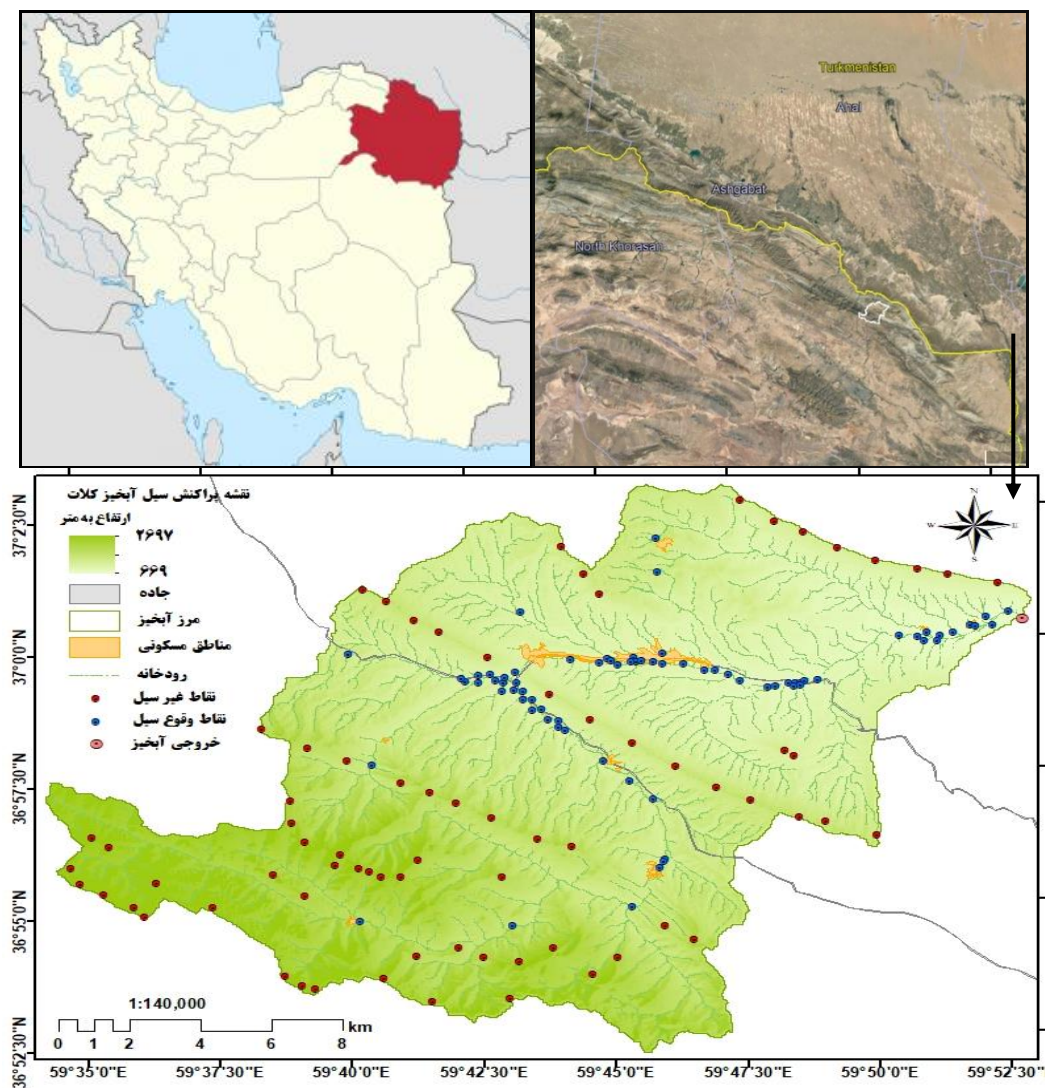 Turkmenistan
Ahal
Ashgabat
North Khorasan
نقشه پراکنش سیل آبخیز کلات
ارتفاع به متر
۲۶۹۷
۶۶۹
جاده
مرز آبخیز
مناطق مسکونی
رودخانه
نقاط غیر سیل
نقاط وقوع سیل
خروجی آبخیز
N
W E
S
37°2'30"N
37°0'0"N
36°57'30"N
36°55'0"N
36°52'30"N
1:140,000
km
0 1 2 4 6 8
59°35'0"E 59°37'30"E 59°40'0"E 59°42'30"E 59°45'0"E 59°47'30"E 59°50'0"E 59°52'30"E